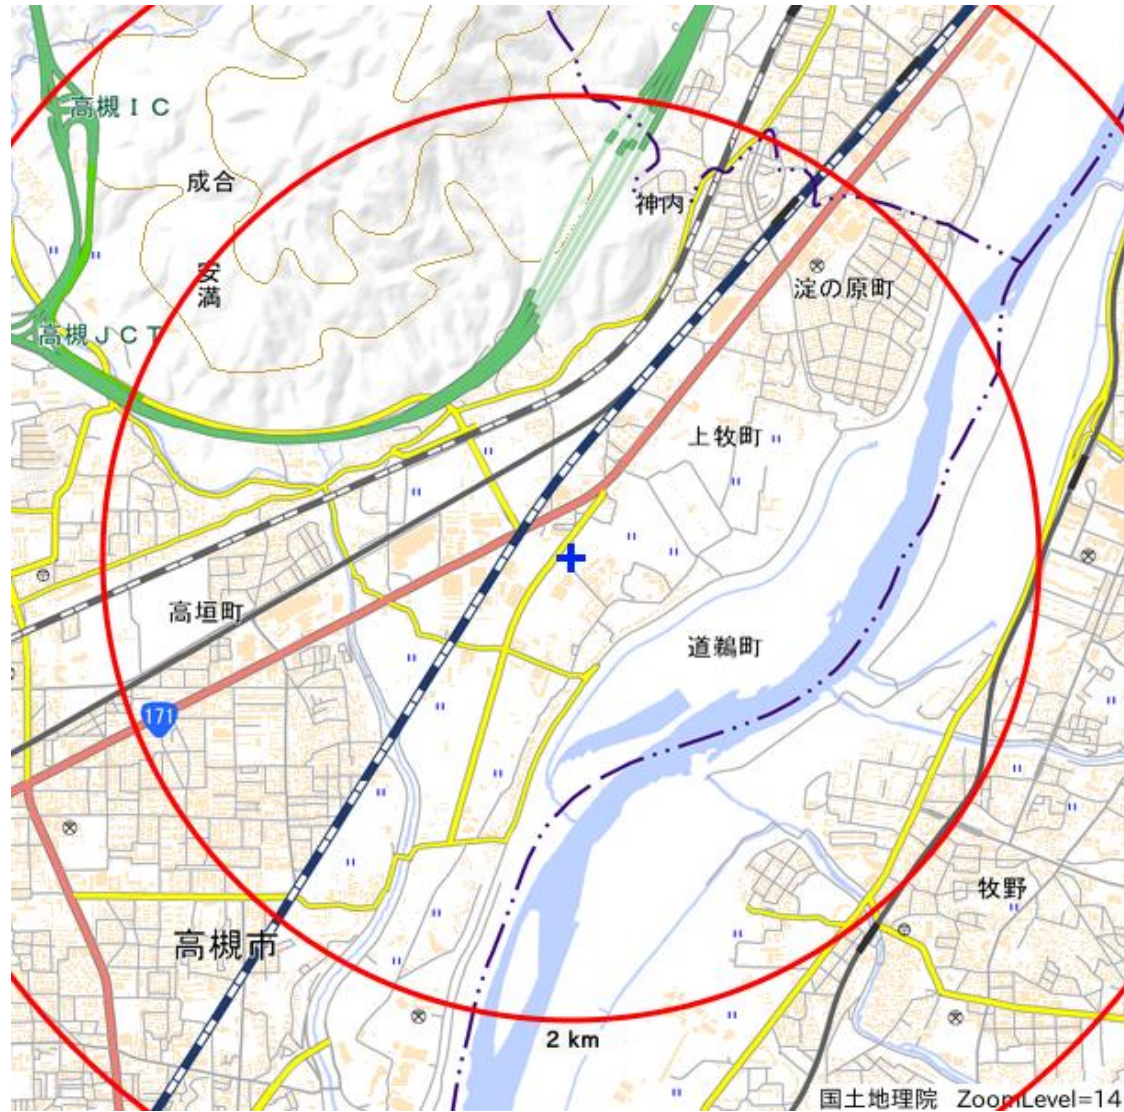 高槻IC
成合
神内
安満
淀の原町
高槻JCT
上牧町
高垣町
道鵜町
171
牧野
高槻市
2 km
国土地理院 ZoomLevel=14